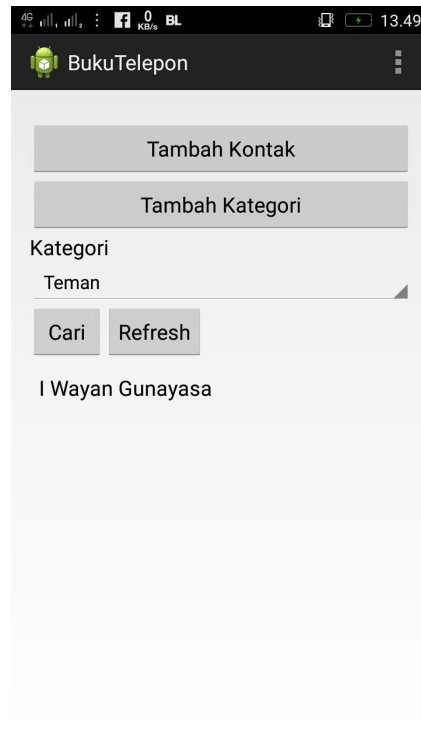 4G 0 KB/s BL 13.49
BukuTelepon
Tambah Kontak
Tambah Kategori
Kategori
Teman
Cari Refresh
I Wayan Gunayasa